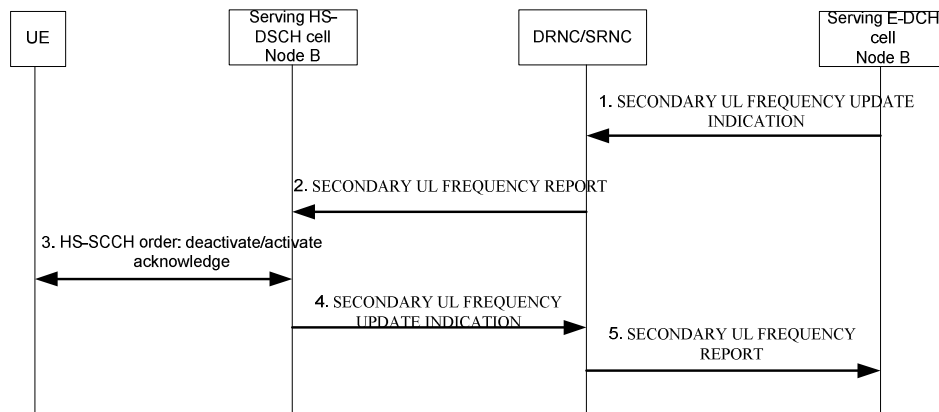 UE
Serving HS-
DSCH cell
Node B
DRNC/SRNC
Serving E-DCH
cell
Node B
1. SECONDARY UL FREQUENCY UPDATE
INDICATION
2. SECONDARY UL FREQUENCY REPORT
3. HS-SCCH order: deactivate/activate
acknowledge
4. SECONDARY UL FREQUENCY
UPDATE INDICATION
5. SECONDARY UL FREQUENCY
REPORT